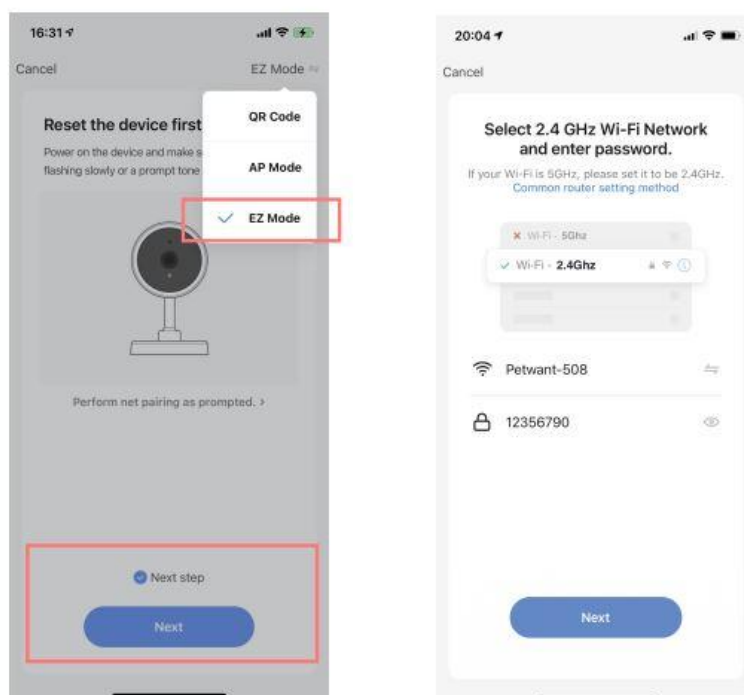 16:31
Cancel
EZ Mode
QR Code
AP Mode
EZ Mode
Reset the device first
Power on the device and make s
flashing slowly or a prompt tone
Perform net pairing as prompted. >
Next step
Next
20:04
Cancel
Select 2.4 GHz Wi-Fi Network
and enter password.
If your Wi-Fi is 5GHz, please set it to be 2.4GHz.
Common router setting method
Wi-Fi - 5Ghz
Wi-Fi - 2.4Ghz
Petwant-508
12356790
Next